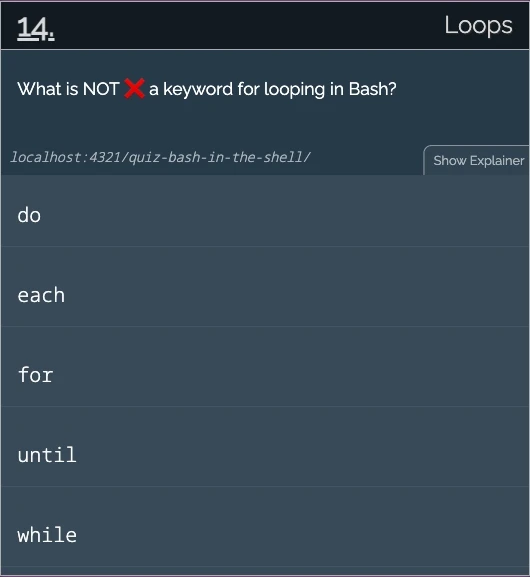 14.
Loops
What is NOT ❌ a keyword for looping in Bash?
localhost:4321/quiz-bash-in-the-shell/
Show Explainer
do
each
for
until
while